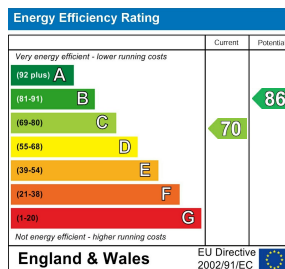 Energy Efficiency Rating
Current Potentia
Very energy efficient - lower running costs
(92 plus) A
(81-91) B
86
(69-80) C
70
(55-68) D
(39-54) E
(21-38) F
(1-20) G
Not energy efficient - higher running costs
England & Wales
EU Directive
2002/91/EC